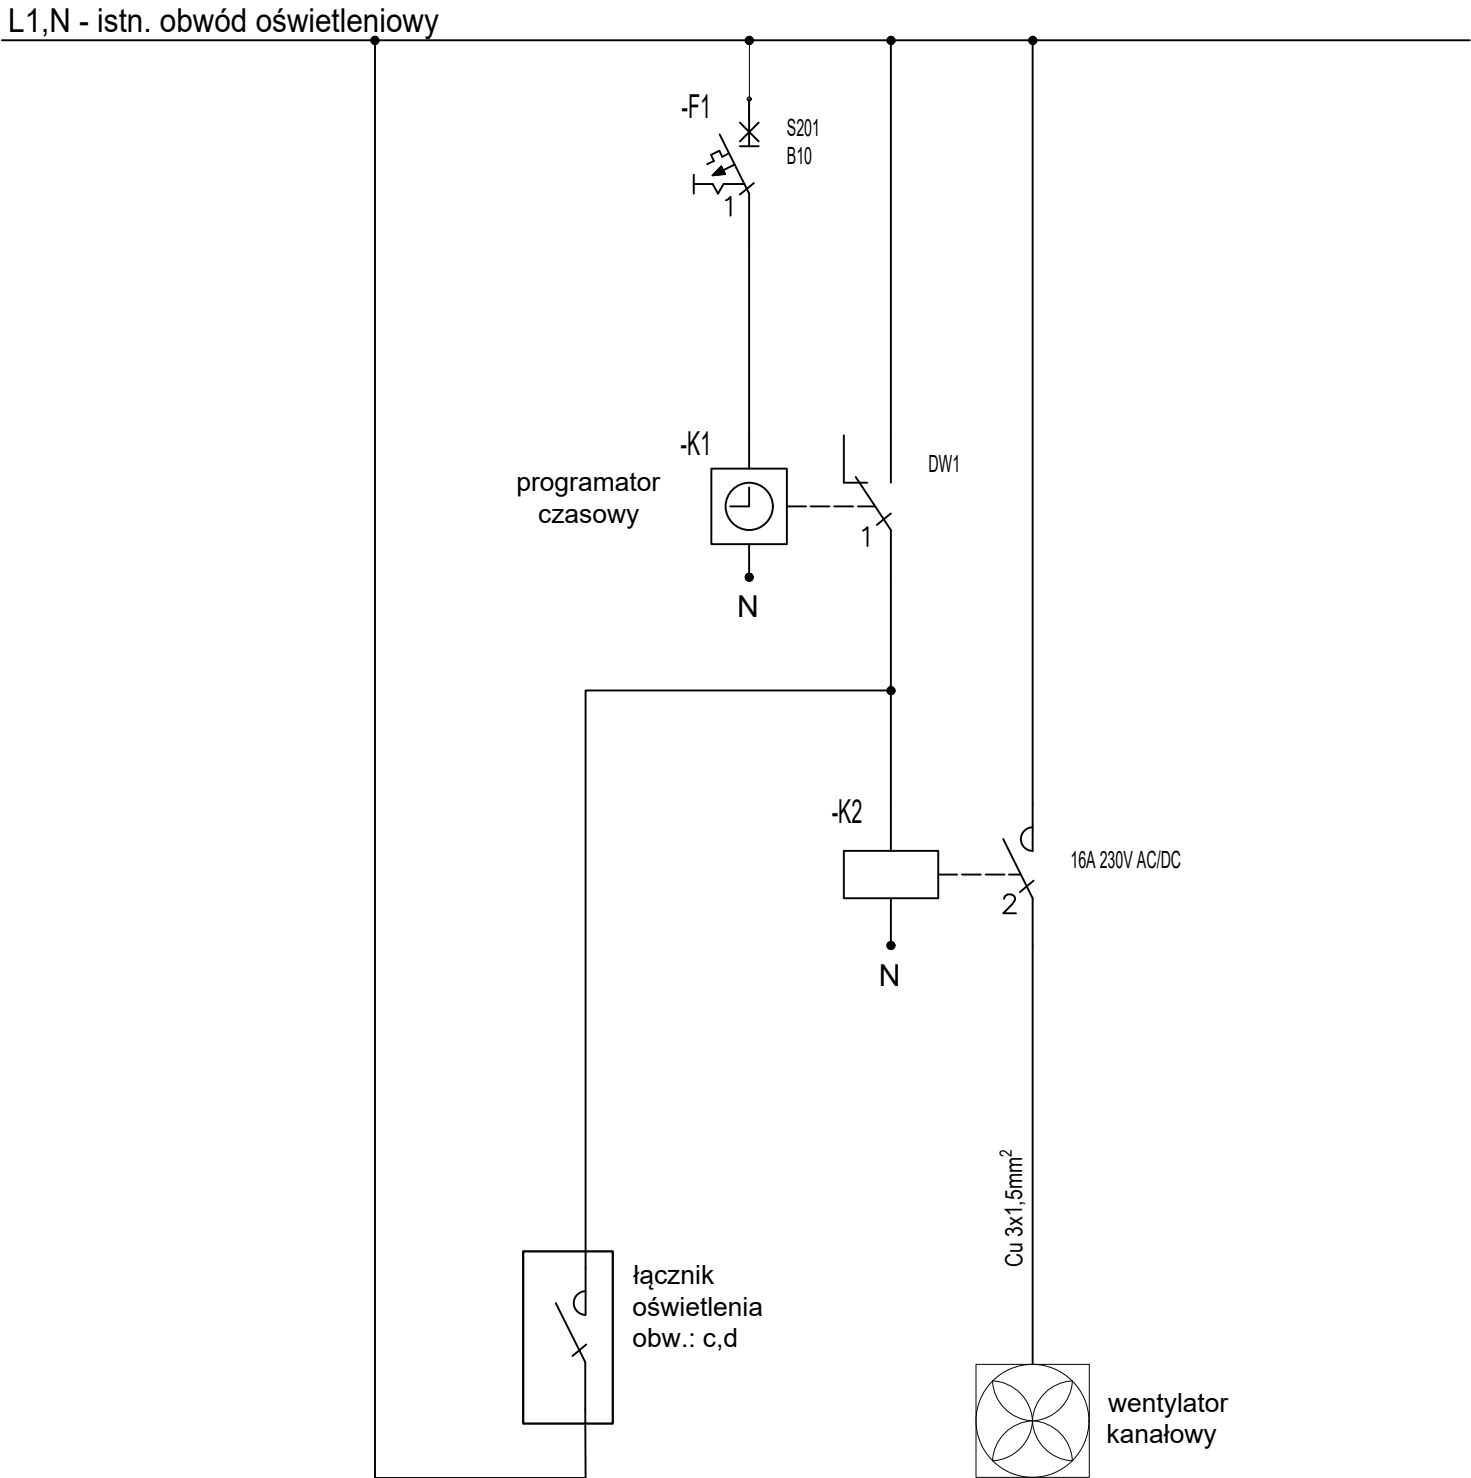 L1,N - istn. obwód oświetleniowy
-F1
S201
B10
1
-K1
DW1
programator
czasowy
1
N
-K2
16A 230V AC/DC
2
N
Cu 3x1,5mm²
łącznik
oświetlenia
obw.: c,d
wentylator
kanałowy